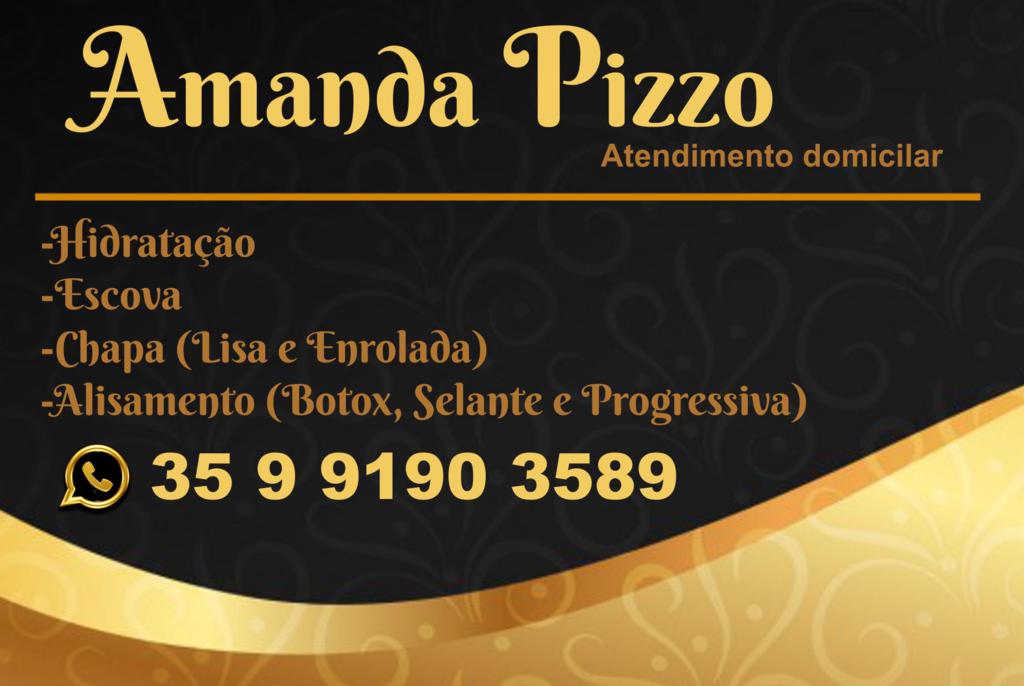 Amanda Pizzo
Atendimento domicilar
-Hidratação
-Escova
-Chapa (Lisa e Enrolada)
-Alisamento (Botox, Selante e Progressiva)
35 9 9190 3589